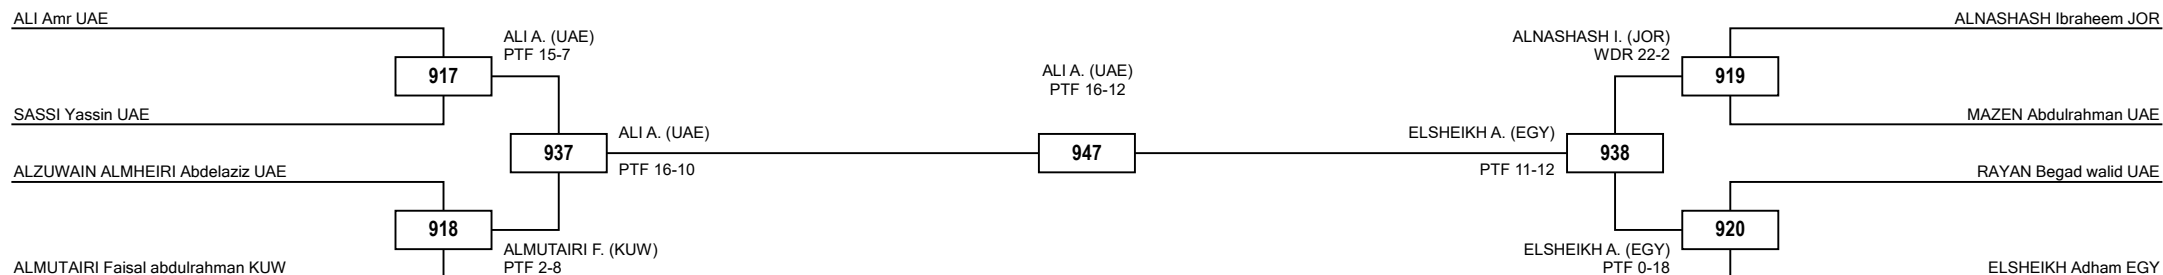 ALI Amr UAE
ALNASHASH Ibraheem JOR
ALI A. (UAE)
PTF 15-7
ALNASHASH I. (JOR)
WDR 22-2
917
ALI A. (UAE)
PTF 16-12
919
SASSI Yassin UAE
MAZEN Abdulrahman UAE
937
ALI A. (UAE)
PTF 16-10
947
ELSHEIKH A. (EGY)
PTF 11-12
938
ALZUWAIN ALMHEIRI Abdelaziz UAE
RAYAN Begad walid UAE
918
920
ALMUTAIRI F. (KUW)
PTF 2-8
ELSHEIKH A. (EGY)
PTF 0-18
ALMUTAIRI Faisal abdulrahman KUW
ELSHEIKH Adham EGY